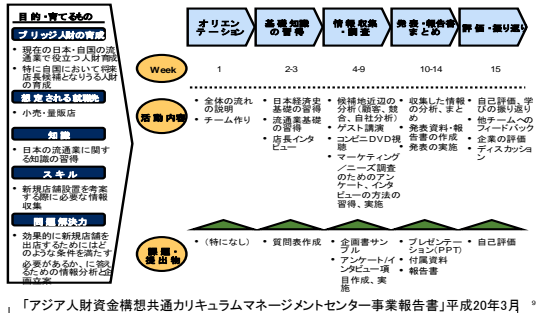 目的・育てるもの
ブリッジ人財の育成
• 現在の日本・自国の流
通業で役立つ人財育成
• 特に自国において将来
店長候補となりうる人財
の育成
想定される就職先
• 小売・量販店
知識
• 日本の流通業に関す
る知識の習得
スキル
• 新規店舗設置を考案
する際に必要な情報
収集
問題解決力
• 効果的に新規店舗を
出店するためにはど
のような条件を満たす
必要があるか、に答え
るための情報分析と企
画立案
オリエン
テーション
基礎知識
の習得
情報収集
・調査
発表・報告書
まとめ
評価・振り返り
Week
1
2-3
4-9
10-14
15
活動内容
• 全体の流れ
の説明
• チーム作り
• 日本経済史
基礎の習得
• 流通業基礎
の習得
• 店長インタ
ビュー
• 候補地近辺の分
析(顧客、競
合、自社分析)
• ゲスト講演
• コンビニDVD視
聴
• マーケティング
/ニーズ調査
のためのアン
ケート、インタ
ビューの方法の
習得、実施
• 収集した情報
の分析、まと
め
• 発表資料・報
告書の作成
• 発表の実施
• 自己評価、学
びの振り返り
• 他チームへの
フィードバック
• 企業の評価
• ディスカッショ
ン
課題・
提出物
• (特になし)
• 質問表作成
• 企画書サン
プル
• アンケート/イ
ンタビュー項
目作成、実
施
• プレゼンテー
ション(PPT)
• 付属資料
• 報告書
• 自己評価
「アジア人財資金構想共通カリキュラムマネージメントセンター事業報告書」平成20年3月
9